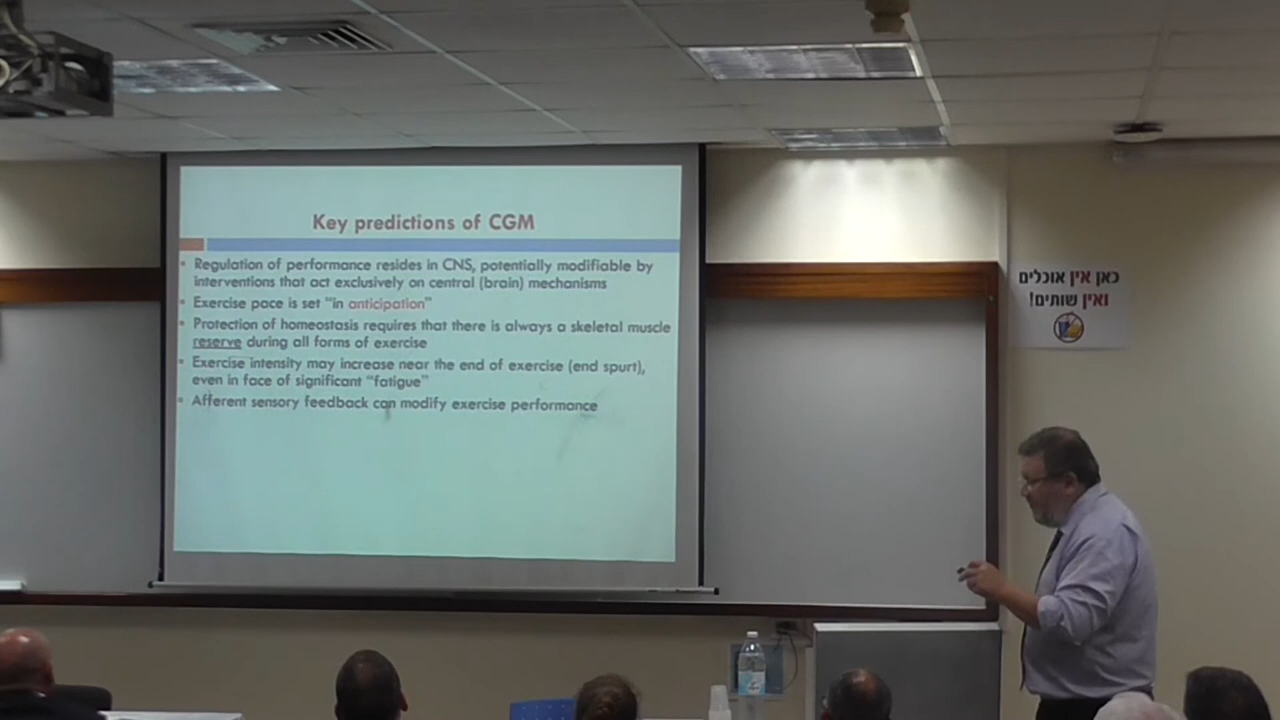 Key predictions of CGM
Regulation of performance resides in CNS, potentially modifiable by
interventions that act exclusively on central (brain) mechanisms
Exercise pace is set "in anticipation"
Protection of homeostasis requires that there is always a skeletal muscle
reserve during all forms of exercise
Exercise intensity may increase near the end of exercise (end spurt),
even in face of significant "fatigue"
Afferent sensory feedback can modify exercise performance
כאן אין אוכלים
ואין שותים!